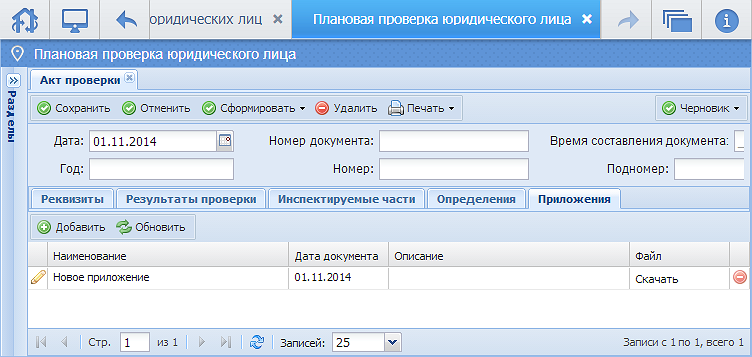 оридических лиц
Плановая проверка юридического лица
Плановая проверка юридического лица
Разделы
Акт проверки
Сохранить Отменить Сформировать Удалить Печать Черновик
Дата: 01.11.2014 Номер документа: Время составления документа:
Год: Номер: Подномер:
Реквизиты Результаты проверки Инспектируемые части Определения Приложения
Добавить Обновить
Наименование Дата документа Описание Файл
Новое приложение 01.11.2014 Скачать
Стр. 1 из 1 Записей: 25 Записи с 1 по 1, всего 1